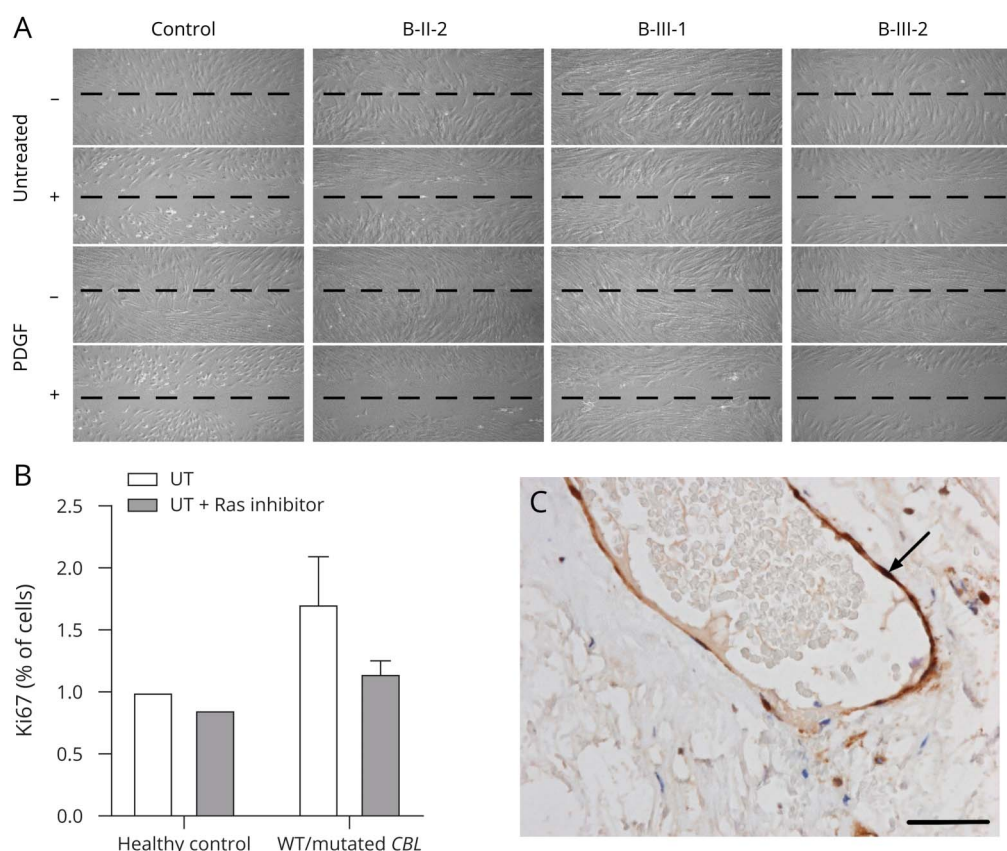 A
Control B-II-2 B-III-1 B-III-2
Untreated
−
+
PDGF
−
+
B
UT
UT + Ras inhibitor
Ki67 (% of cells)
2.5
2.0
1.5
1.0
0.5
0.0
Healthy control WT/mutated CBL
C